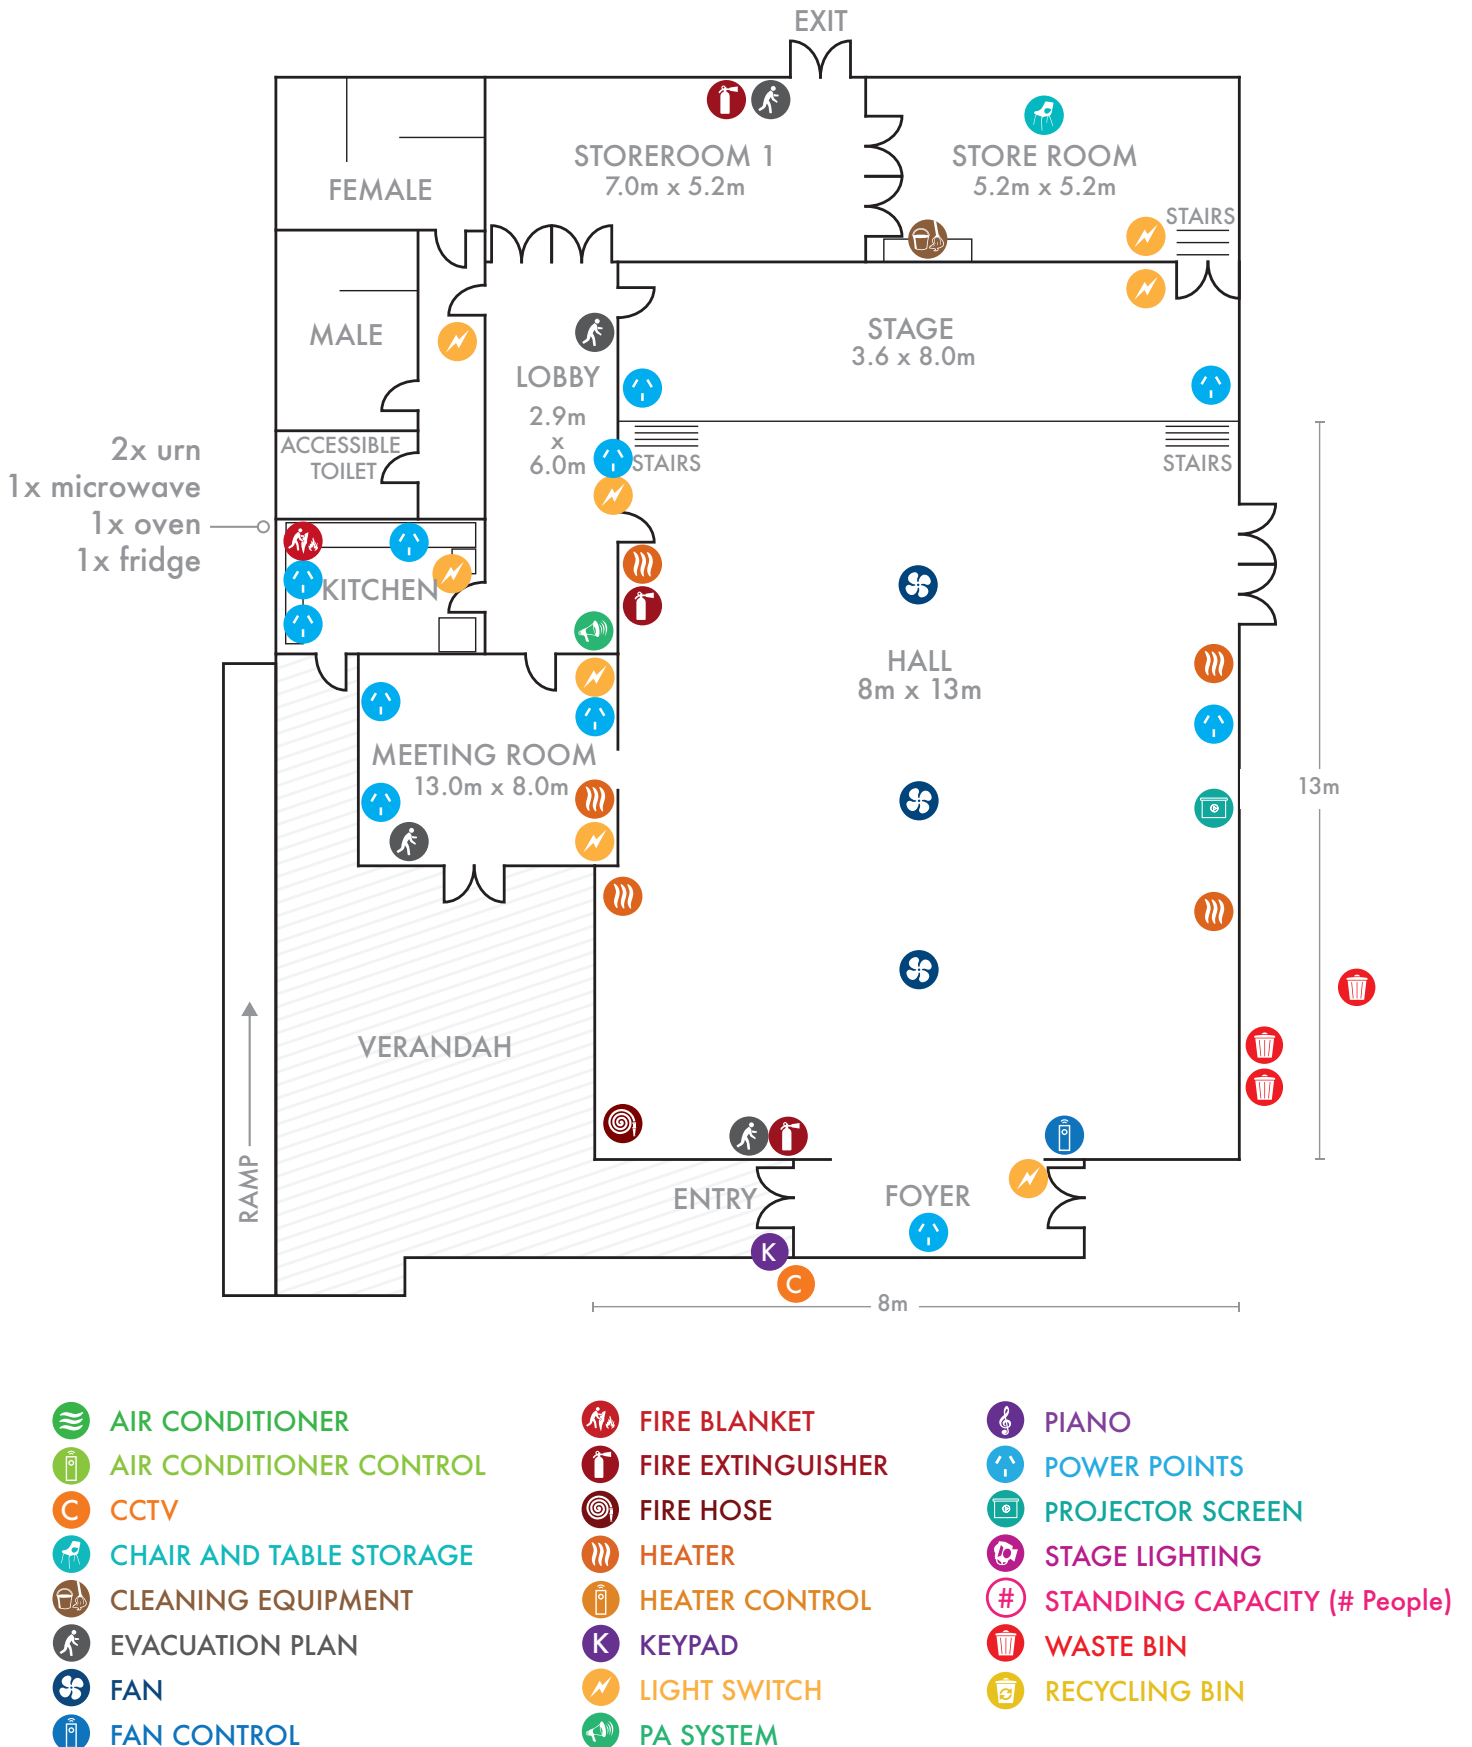 EXIT
STOREROOM 1
7.0m x 5.2m
STORE ROOM
5.2m x 5.2m
FEMALE
STAIRS
MALE
STAGE
3.6 x 8.0m
LOBBY
2.9m
x
6.0m
ACCESSIBLE
TOILET
2x urn
1x microwave
1x oven
1x fridge
STAIRS
STAIRS
KITCHEN
HALL
8m x 13m
MEETING ROOM
13.0m x 8.0m
13m
VERANDAH
RAMP
ENTRY
FOYER
K
C
8m
AIR CONDITIONER
AIR CONDITIONER CONTROL
C CCTV
CHAIR AND TABLE STORAGE
CLEANING EQUIPMENT
EVACUATION PLAN
FAN
FAN CONTROL
FIRE BLANKET
FIRE EXTINGUISHER
FIRE HOSE
HEATER
HEATER CONTROL
K KEYPAD
LIGHT SWITCH
PA SYSTEM
PIANO
POWER POINTS
PROJECTOR SCREEN
STAGE LIGHTING
# STANDING CAPACITY (# People)
WASTE BIN
RECYCLING BIN